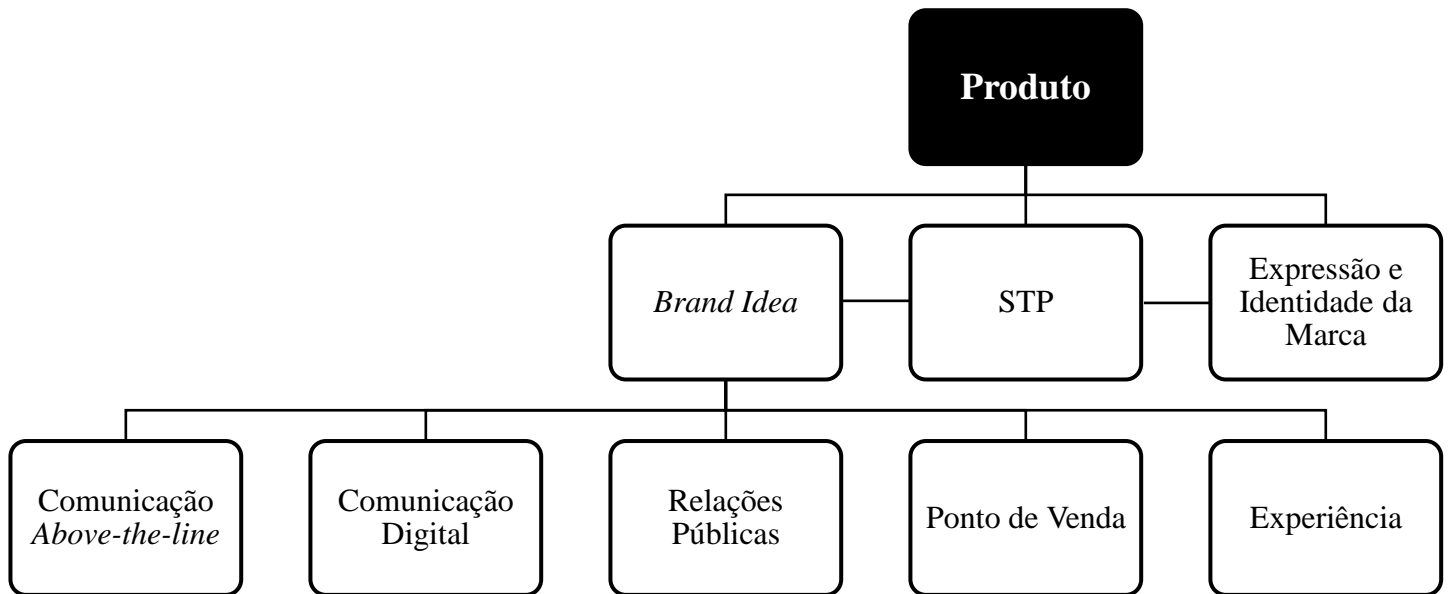 Produto
Brand Idea
STP
Expressão e
Identidade da
Marca
Comunicação
Above-the-line
Comunicação
Digital
Relações
Públicas
Ponto de Venda
Experiência